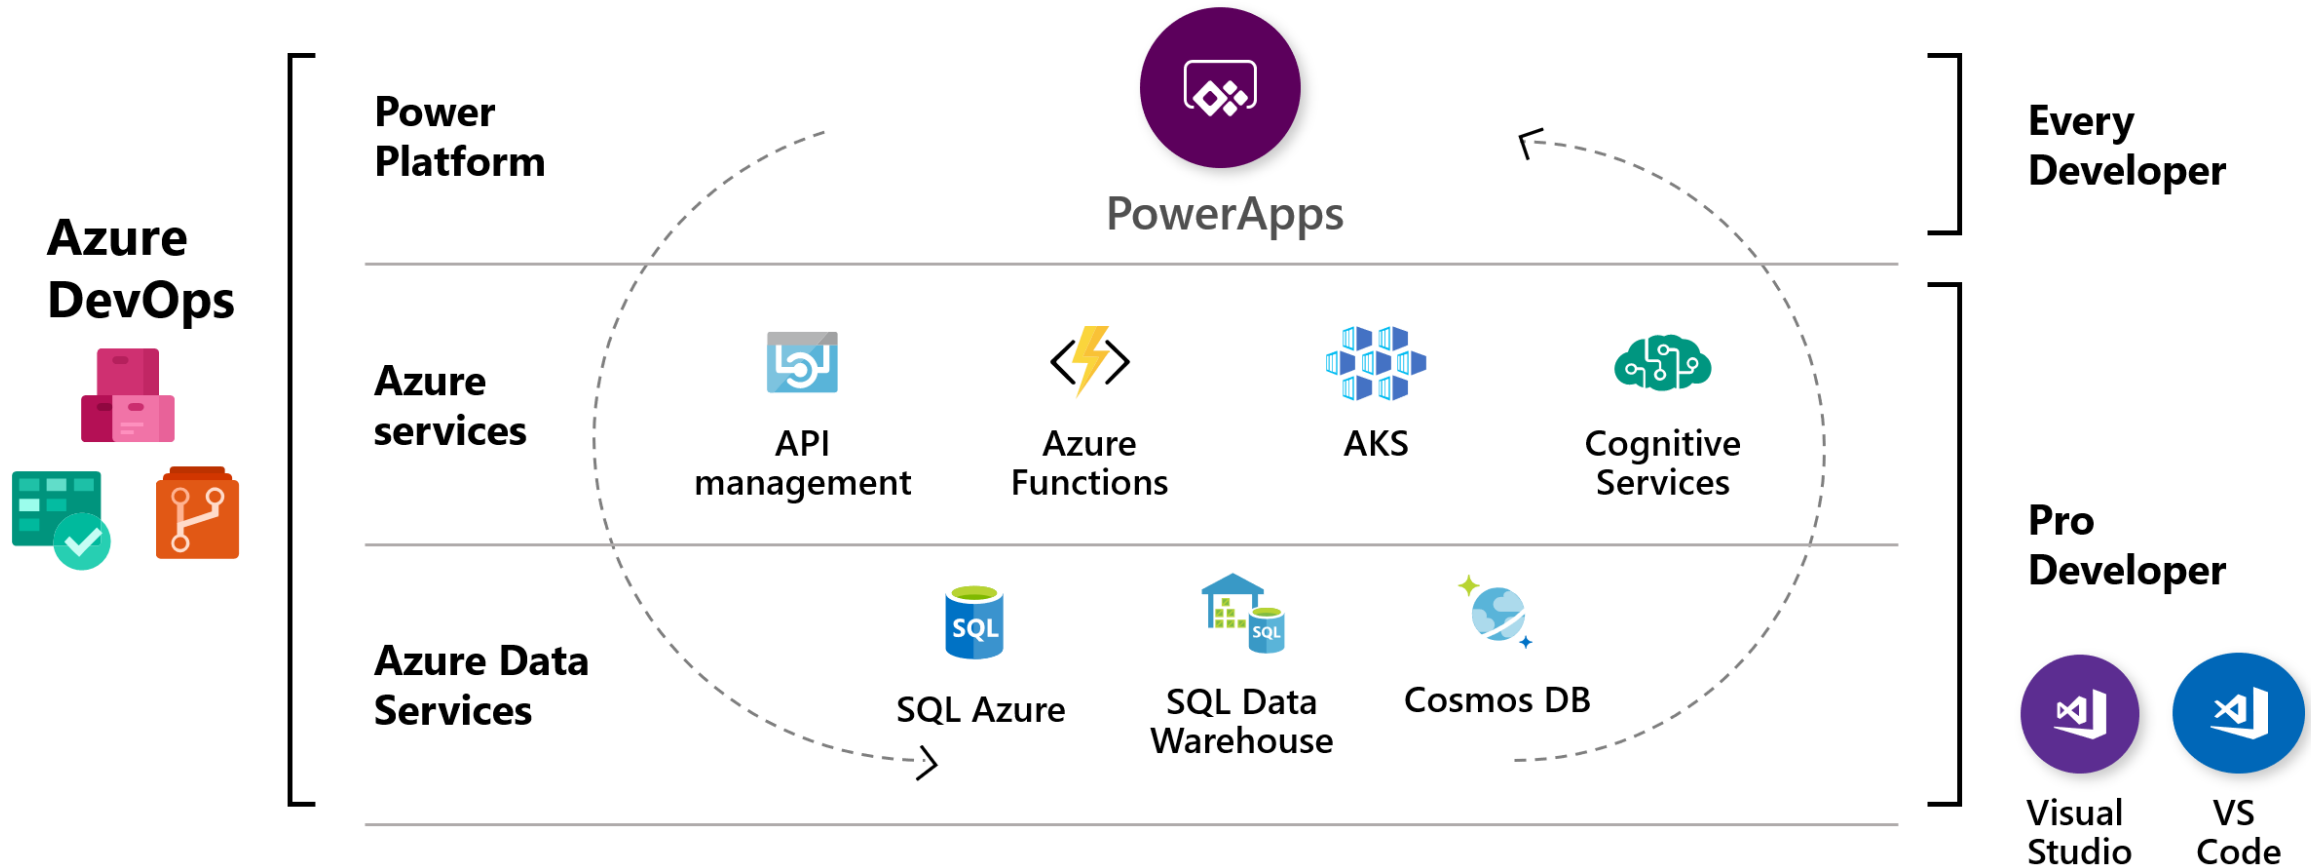 Azure
DevOps
Power
Platform
PowerApps
Every
Developer
Azure
services
API
management
Azure
Functions
AKS
Cognitive
Services
Pro
Developer
Azure Data
Services
SQL
SQL Azure
SQL
SQL Data
Warehouse
Cosmos DB
Visual
Studio
VS
Code